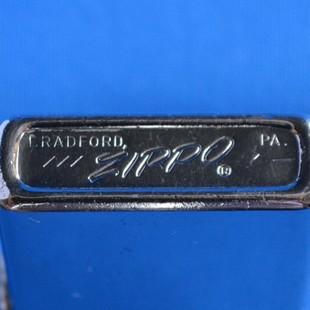 BRADFORD, PA.
/// ZIPPO ® /–